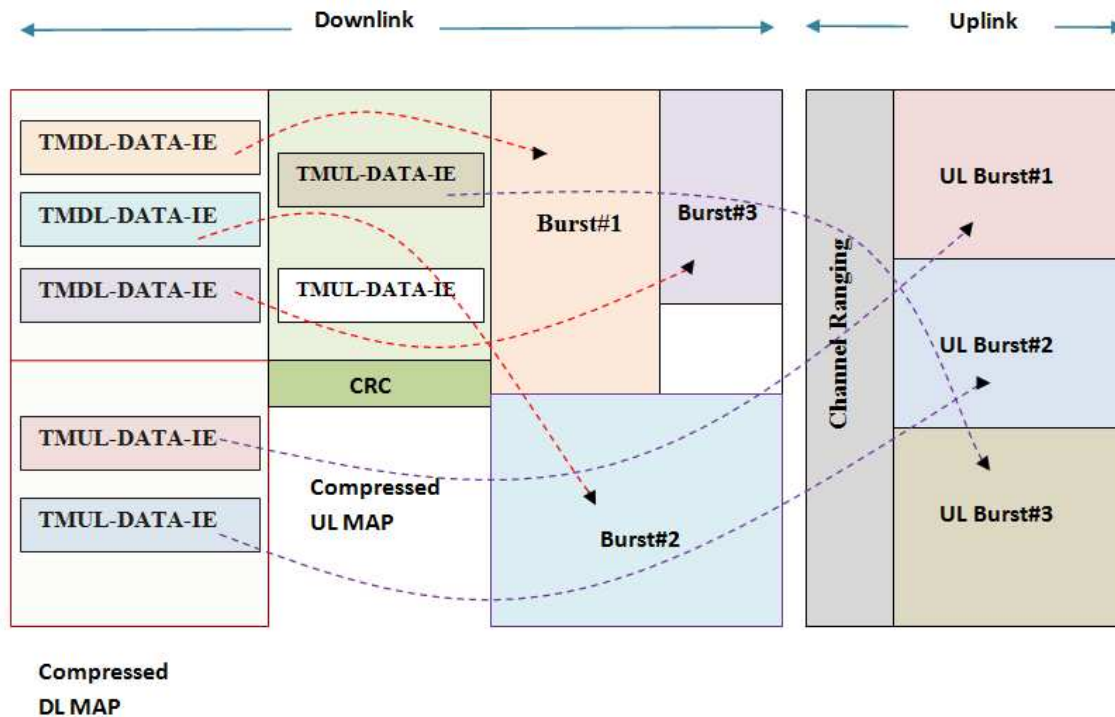 Downlink
Uplink
TMDL-DATA-IE
TMDL-DATA-IE
TMDL-DATA-IE
TMUL-DATA-IE
TMUL-DATA-IE
TMUL-DATA-IE
TMUL-DATA-IE
CRC
Compressed
UL MAP
Burst#1
Burst#3
Burst#2
Channel Ranging
UL Burst#1
UL Burst#2
UL Burst#3
Compressed
DL MAP